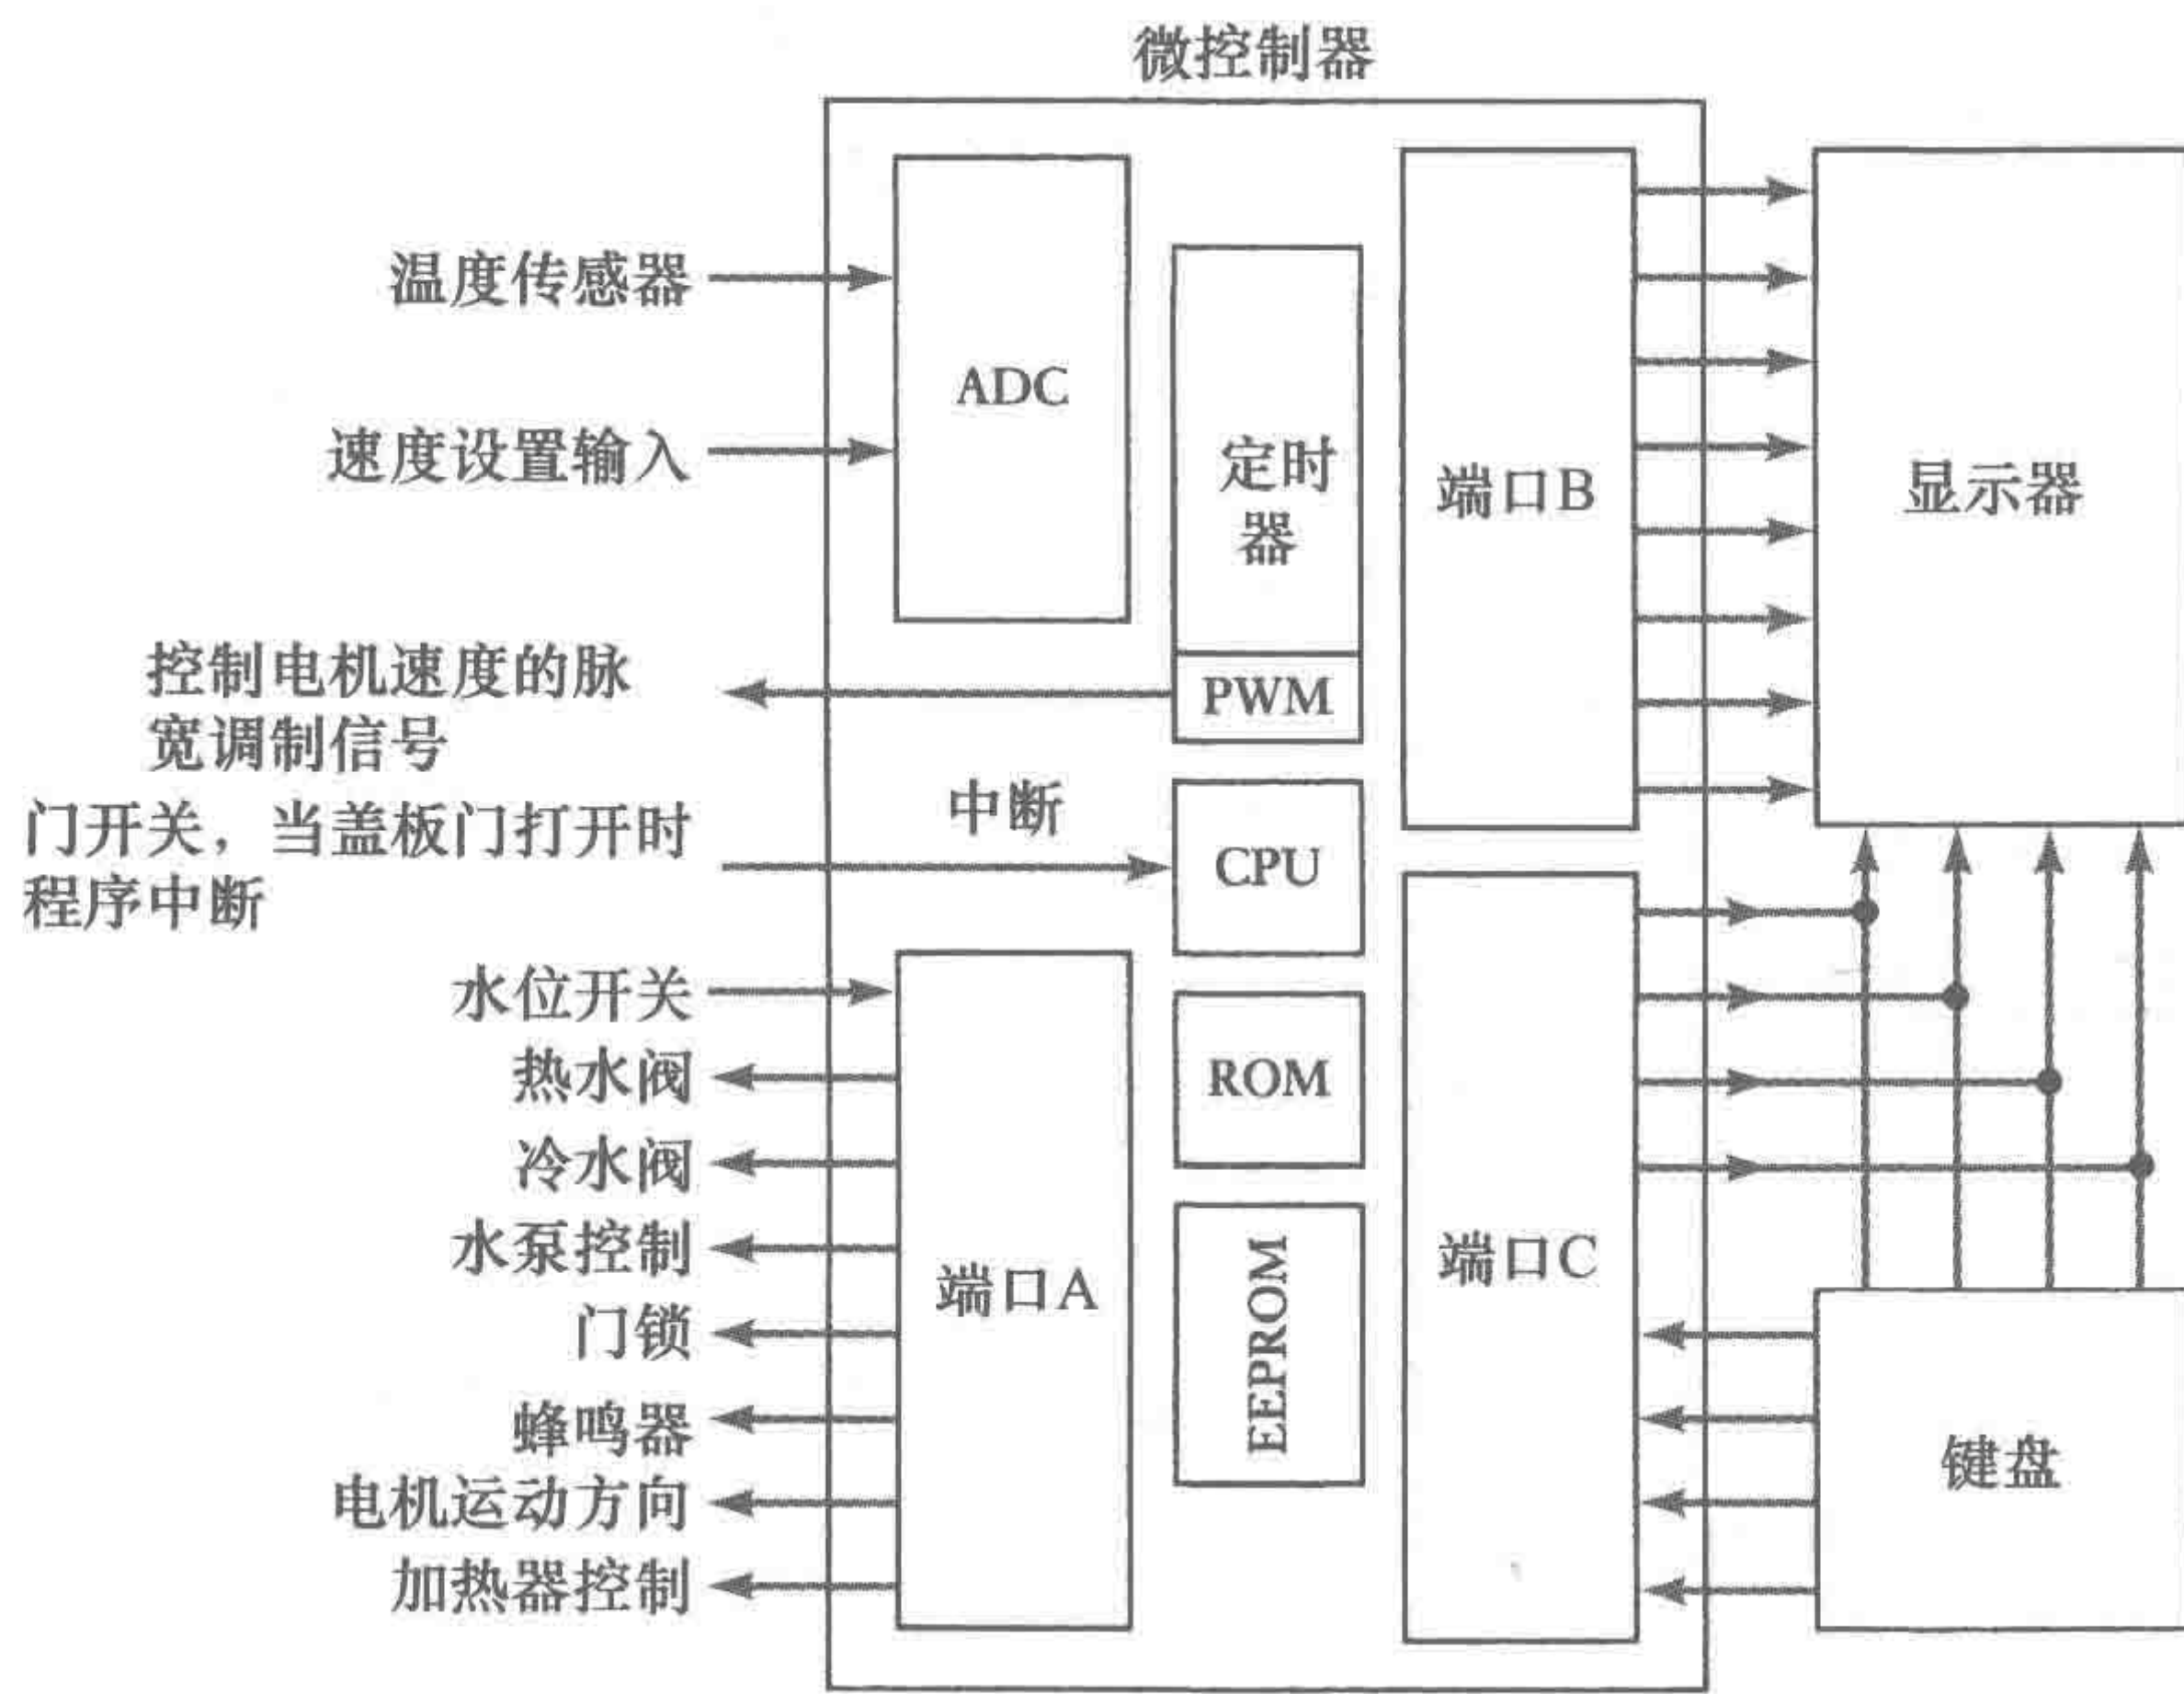 微控制器
温度传感器
速度设置输入
控制电机速度的脉
宽调制信号
门开关，当盖板门打开时
程序中断
水位开关
热水阀
冷水阀
水泵控制
门锁
蜂鸣器
电机运动方向
加热器控制
ADC
中断
端口A
定时
器
PWM
CPU
ROM
EEPROM
端口B
端口C
显示器
键盘